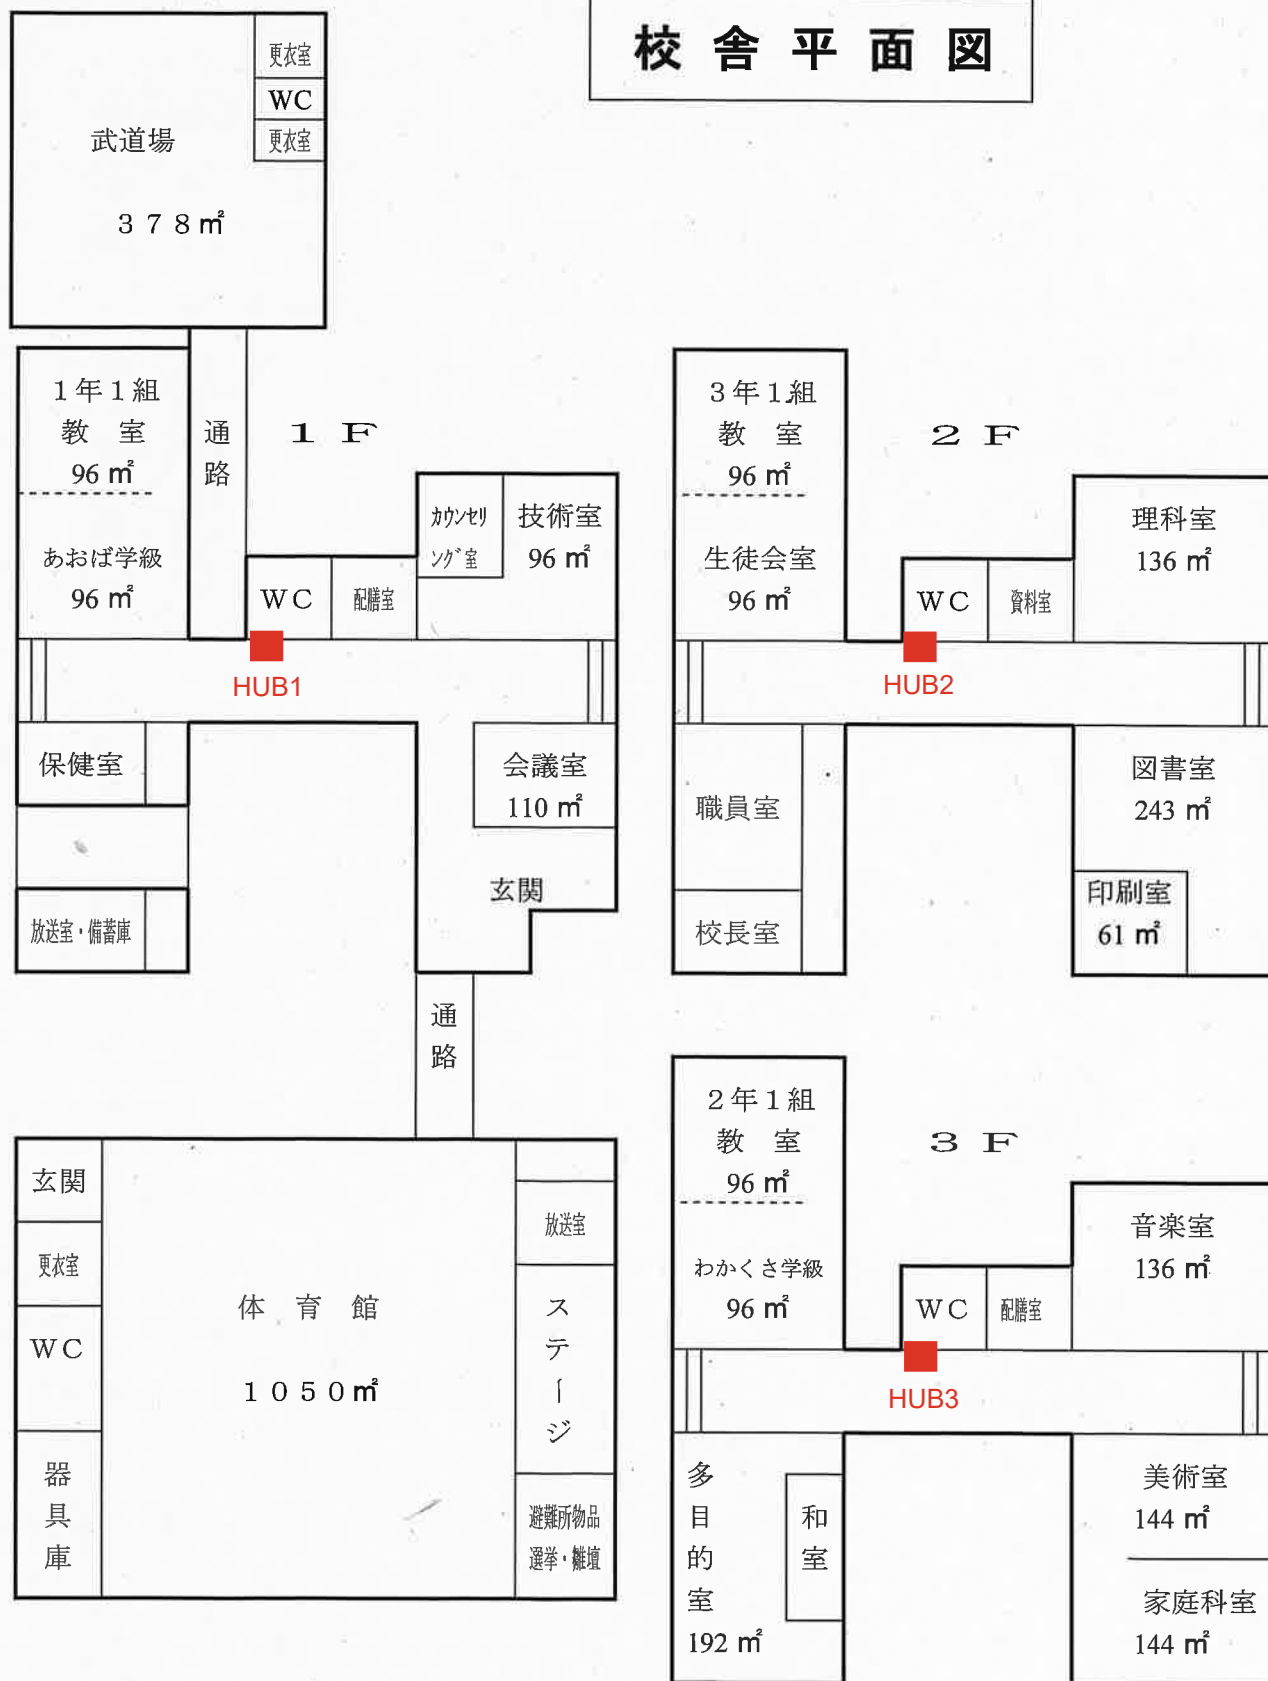 校舎平面図
更衣室
WC
更衣室
武道場
378㎡
1年1組
教室
96㎡
あおば学級
96㎡
通路
1F
カウンセリング室
技術室
96㎡
WC
配膳室
HUB1
保健室
会議室
110㎡
玄関
放送室・備蓄庫
通路
3年1組
教室
96㎡
生徒会室
96㎡
2F
理科室
136㎡
WC
資料室
HUB2
職員室
校長室
図書室
243㎡
印刷室
61㎡
玄関
更衣室
WC
器具庫
体育館
1050㎡
放送室
ステージ
避難所物品
選挙・雛壇
2年1組
教室
96㎡
わかくさ学級
96㎡
3F
音楽室
136㎡
WC
配膳室
HUB3
多目的室
192㎡
和室
美術室
144㎡
家庭科室
144㎡